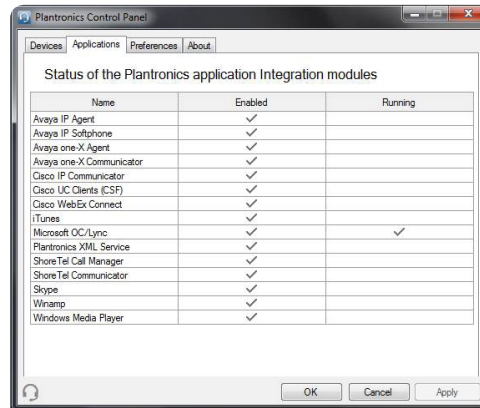 Plantronics Control Panel
Devices Applications Preferences About
Status of the Plantronics application Integration modules
Name Enabled Running
Avaya IP Agent
Avaya IP Softphone
Avaya one-X Agent
Avaya one-X Communicator
Cisco IP Communicator
Cisco UC Clients (CSF)
Cisco WebEx Connect
iTunes
Microsoft OC/Lync
Plantronics XML Service
ShoreTel Call Manager
ShoreTel Communicator
Skype
Winamp
Windows Media Player
OK Cancel Apply